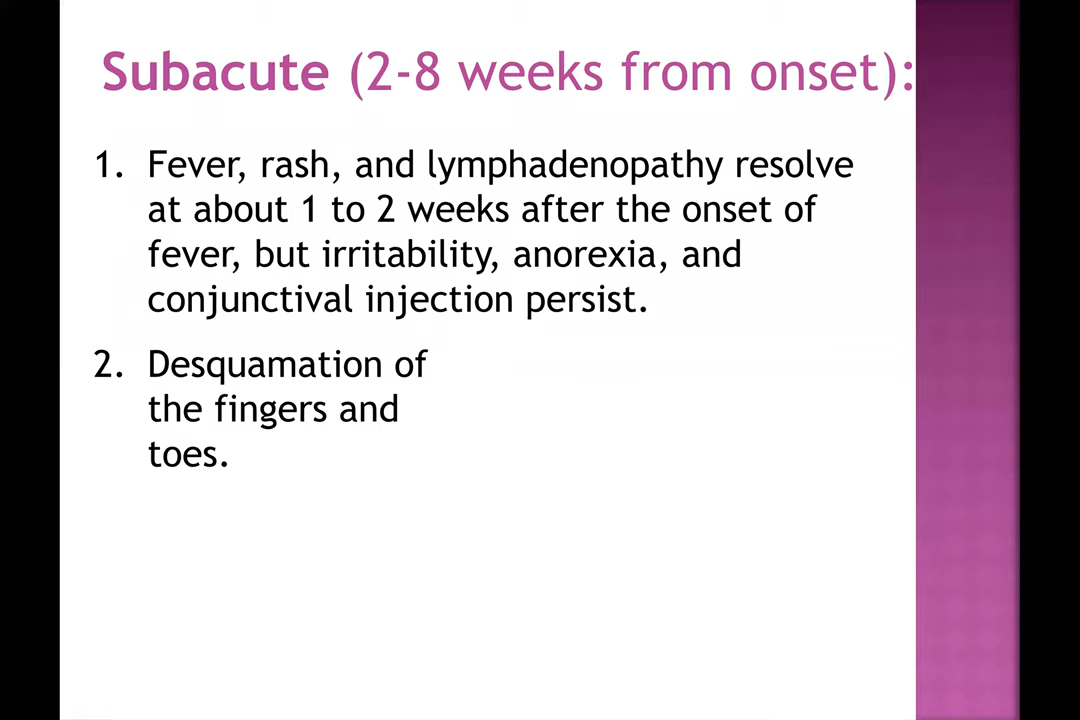 Subacute (2-8 weeks from onset):
1. Fever, rash, and lymphadenopathy resolve
at about 1 to 2 weeks after the onset of
fever, but irritability, anorexia, and
conjunctival injection persist.
2. Desquamation of
the fingers and
toes.